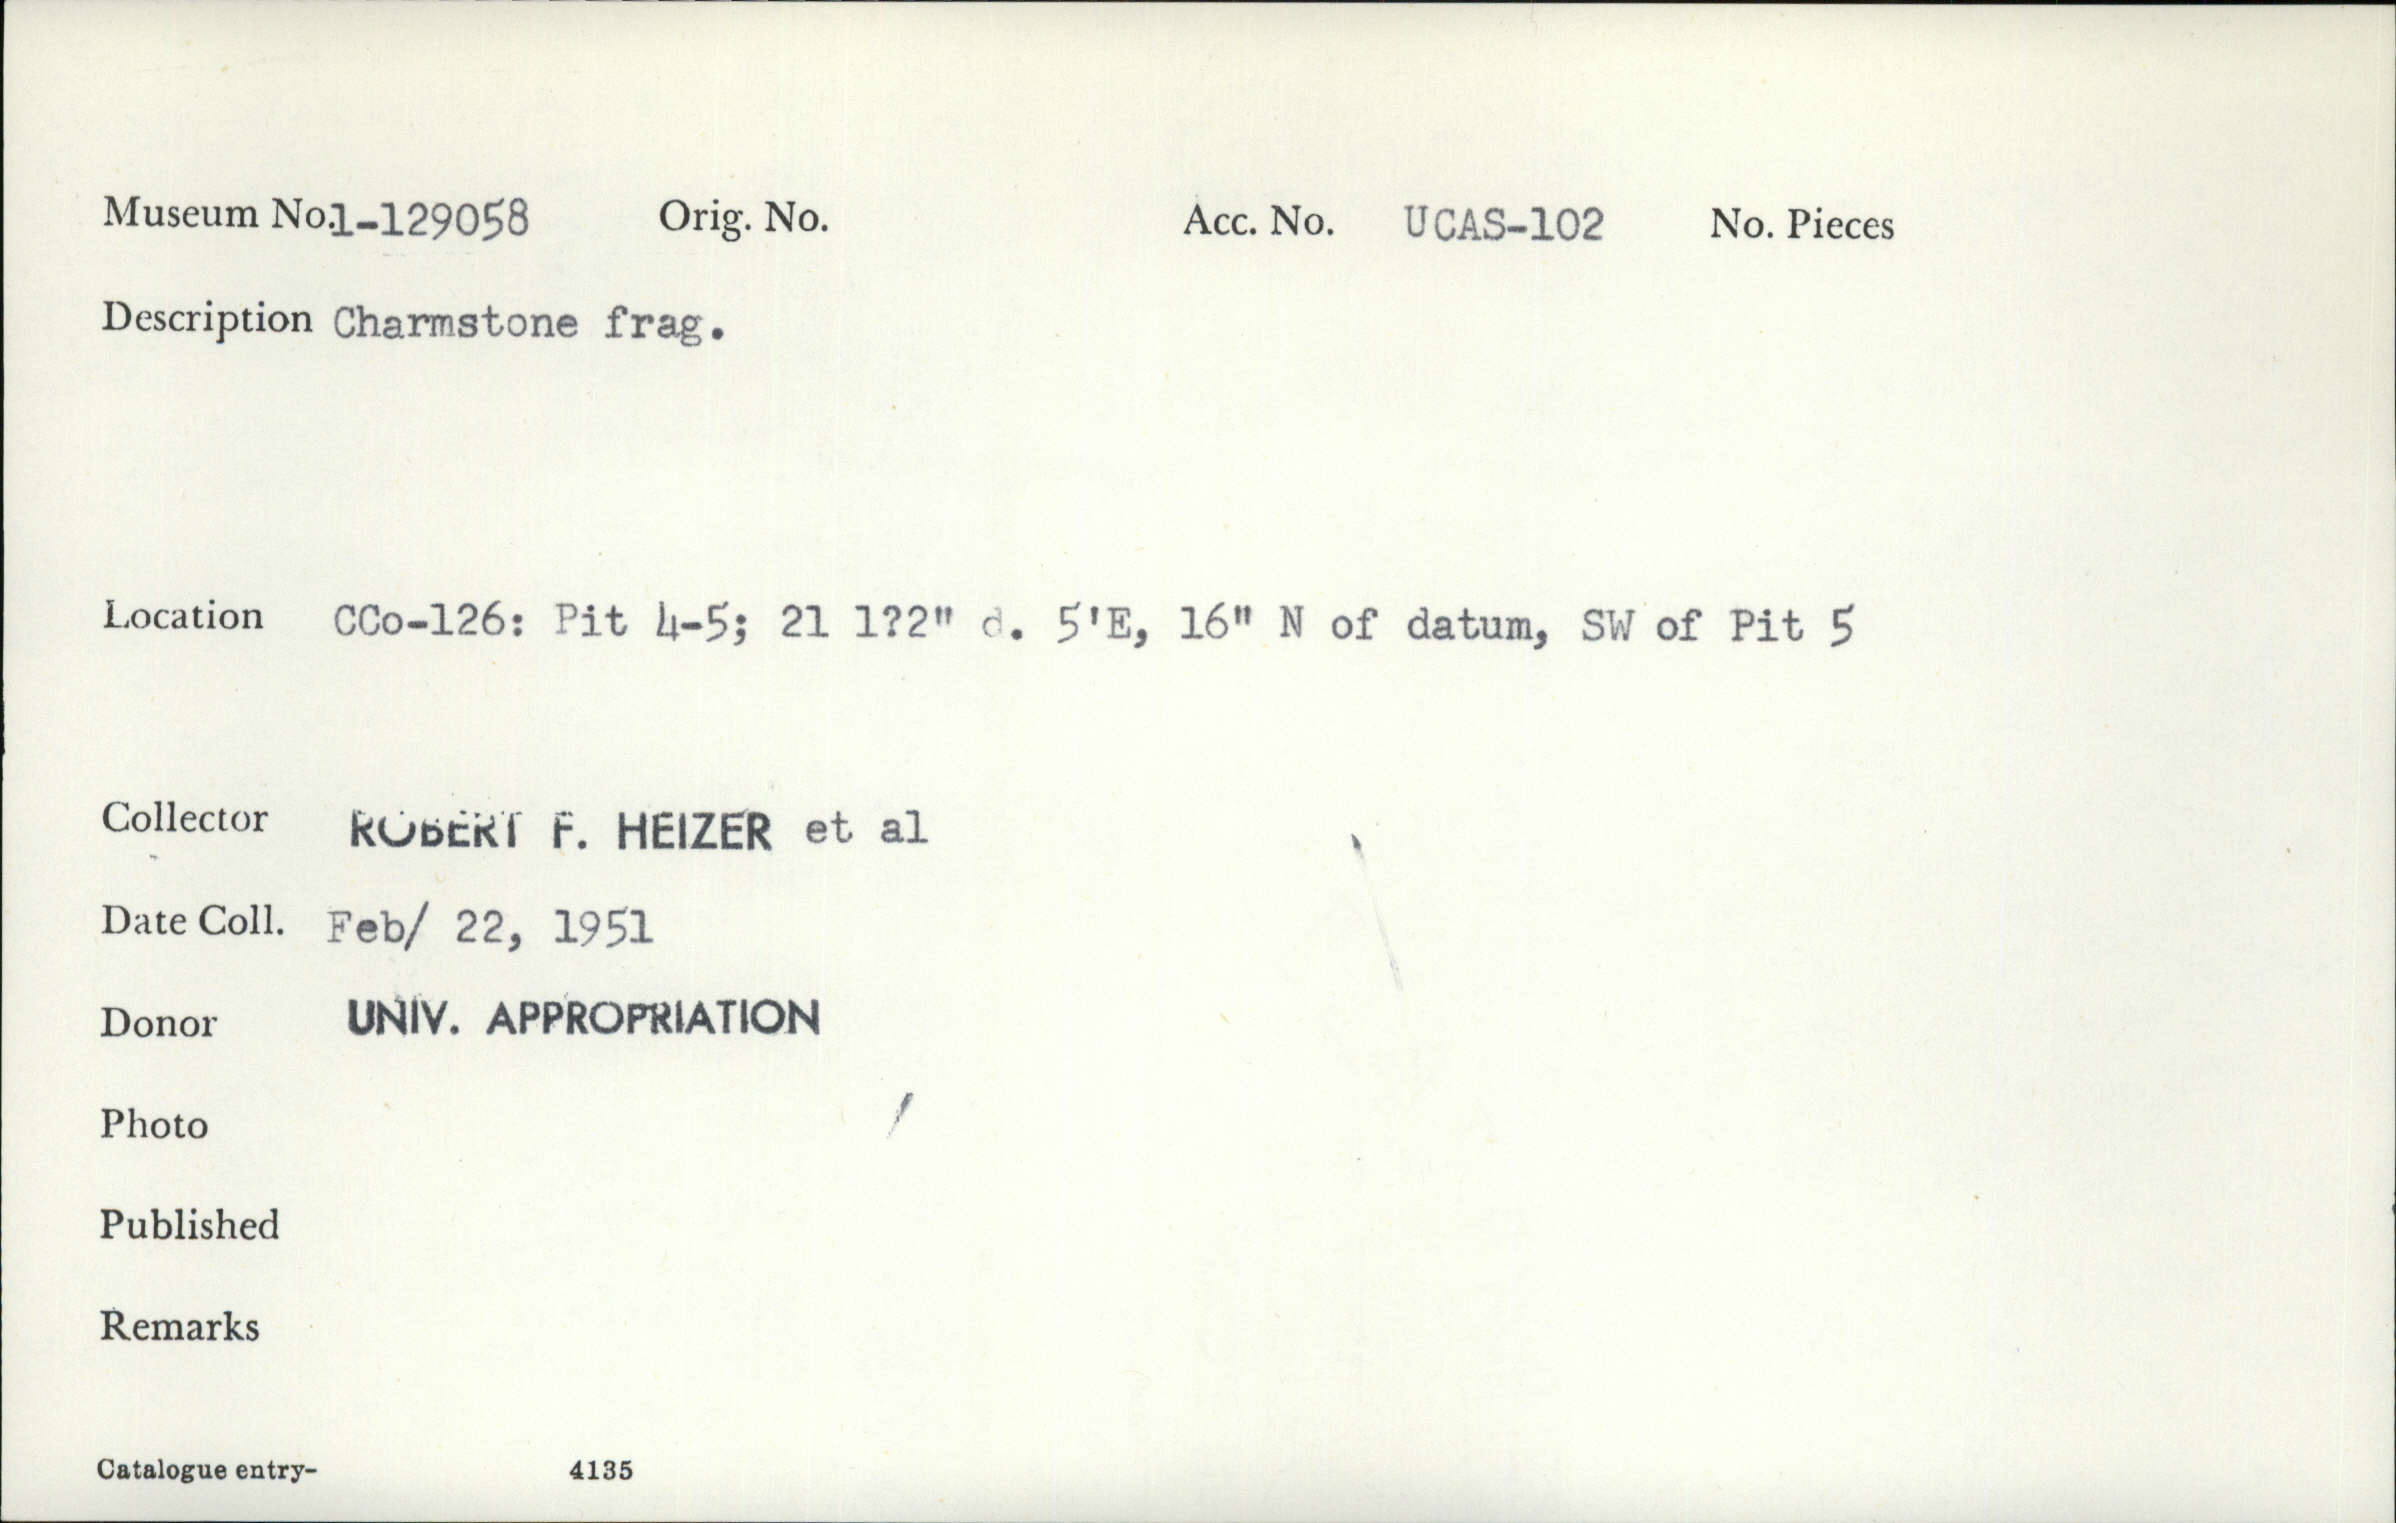 Museum No.1-129058 Orig. No. Acc. No. UCAS-102 No. Pieces
Description Charmstone frag.
Location CCo-126: Pit 4-5; 21 1?2" d. 5'E, 16" N of datum, SW of Pit 5
Collector ROBERT F. HEIZER et al
Date Coll. Feb/ 22, 1951
Donor UNIV. APPROPRIATION
Photo
Published
Remarks
Catalogue entry- 4135